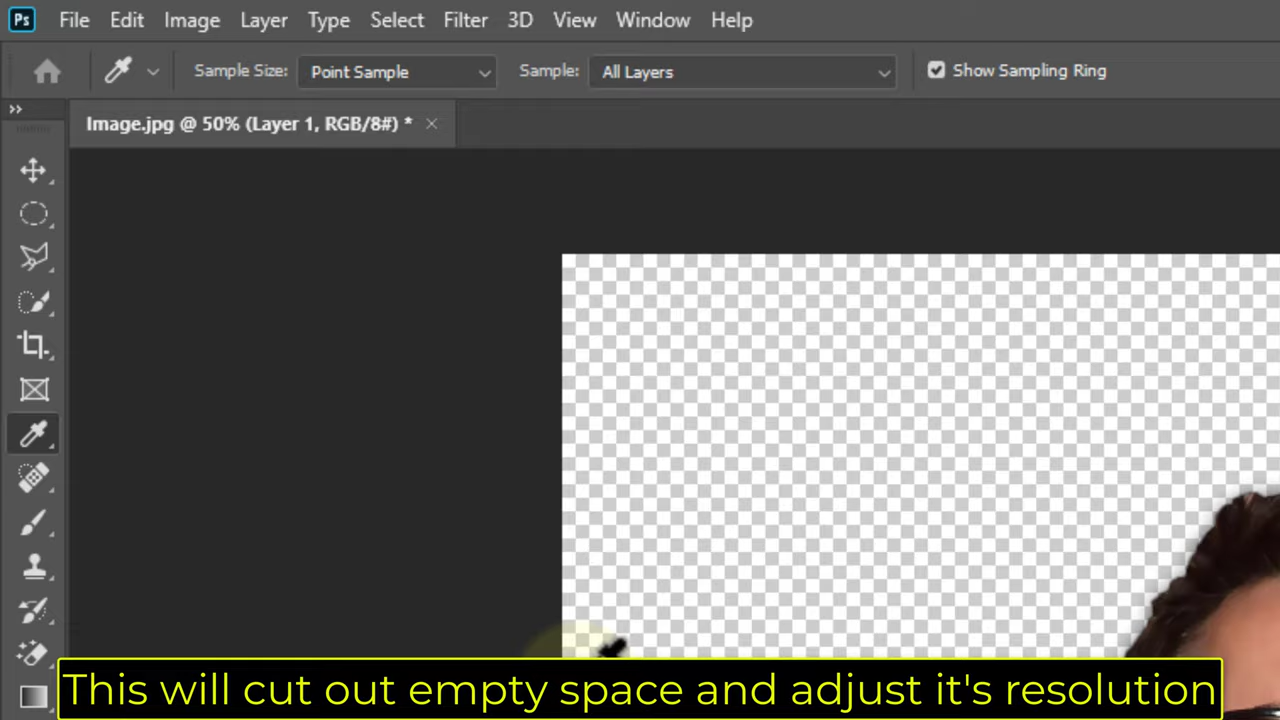 Ps File Edit Image Layer Type Select Filter 3D View Window Help
Sample Size: Point Sample Sample: All Layers Show Sampling Ring
Image.jpg @ 50% (Layer 1, RGB/8#) *
This will cut out empty space and adjust it's resolution